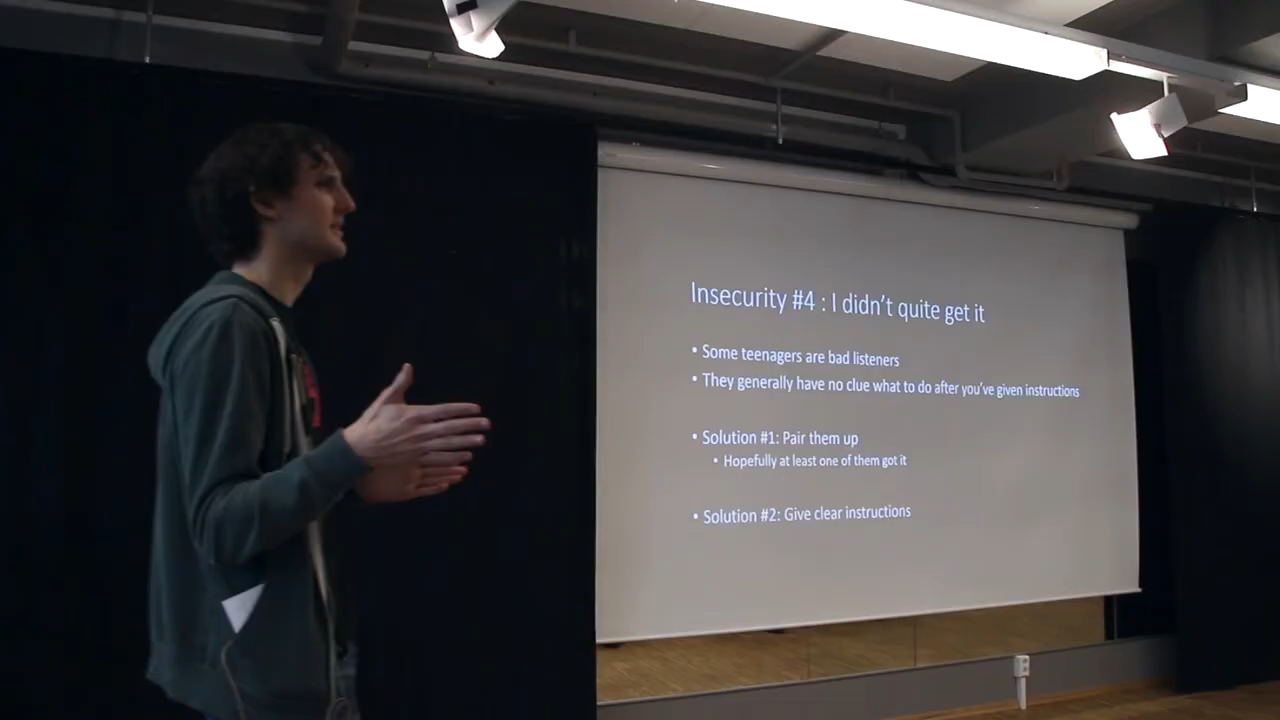 Insecurity #4 : I didn't quite get it
• Some teenagers are bad listeners
• They generally have no clue what to do after you've given instructions
• Solution #1: Pair them up
• Hopefully at least one of them got it
• Solution #2: Give clear instructions